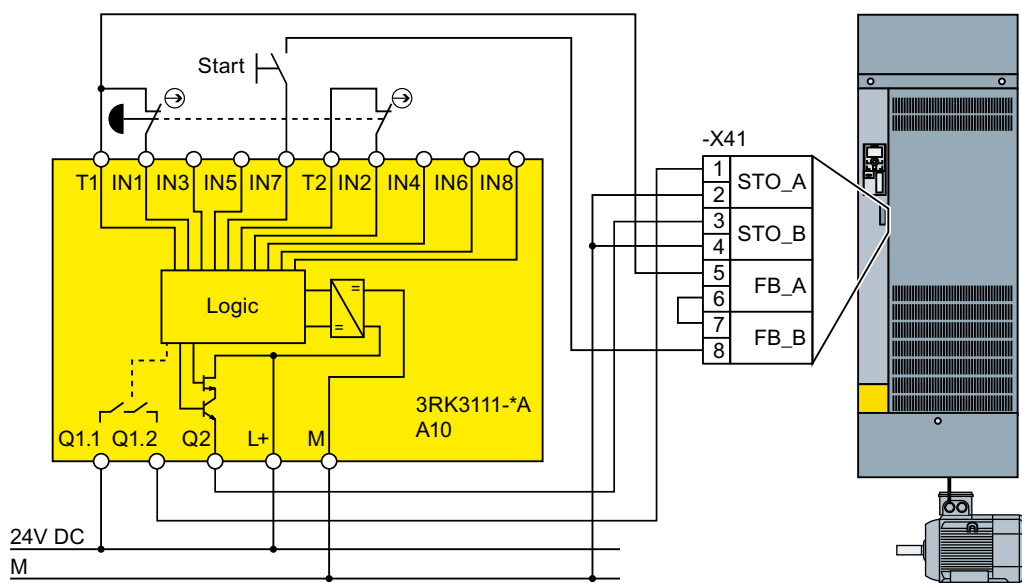 Start
-X41
T1 IN1 IN3 IN5 IN7 T2 IN2 IN4 IN6 IN8
1
2
STO_A
3
4
STO_B
5
6
FB_A
7
8
FB_B
Logic
=
=
3RK3111-*A
A10
Q1.1 Q1.2 Q2 L+ M
24V DC
M